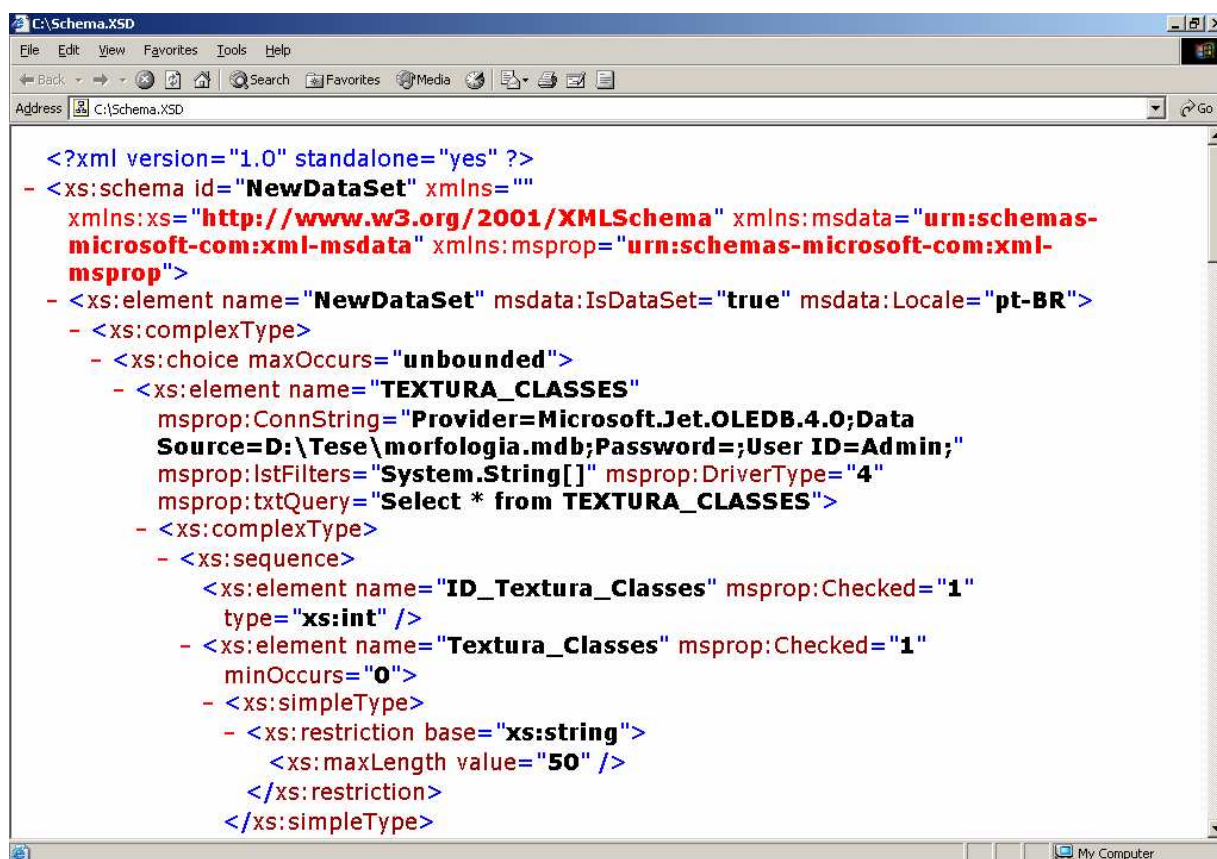 C:\Schema.XSD
File Edit View Favorites Tools Help
Back Search Favorites Media
Address C:\Schema.XSD Go
<?xml version="1.0" standalone="yes" ?>
- <xs:schema id="NewDataSet" xmlns=""
xmlns:xs="http://www.w3.org/2001/XMLSchema" xmlns:msdata="urn:schemas-
microsoft-com:xml-msdata" xmlns:msprop="urn:schemas-microsoft-com:xml-
msprop">
- <xs:element name="NewDataSet" msdata:IsDataSet="true" msdata:Locale="pt-BR">
- <xs:complexType>
- <xs:choice maxOccurs="unbounded">
- <xs:element name="TEXTURA_CLASSES"
msprop:ConnString="Provider=Microsoft.Jet.OLEDB.4.0;Data
Source=D:\Tese\morfologia.mdb;Password=;User ID=Admin;"
msprop:lstFilters="System.String[]" msprop:DriverType="4"
msprop:txtQuery="Select * from TEXTURA_CLASSES">
- <xs:complexType>
- <xs:sequence>
<xs:element name="ID_Textura_Classes" msprop:Checked="1"
type="xs:int" />
- <xs:element name="Textura_Classes" msprop:Checked="1"
minOccurs="0">
- <xs:simpleType>
- <xs:restriction base="xs:string">
<xs:maxLength value="50" />
</xs:restriction>
</xs:simpleType>
My Computer